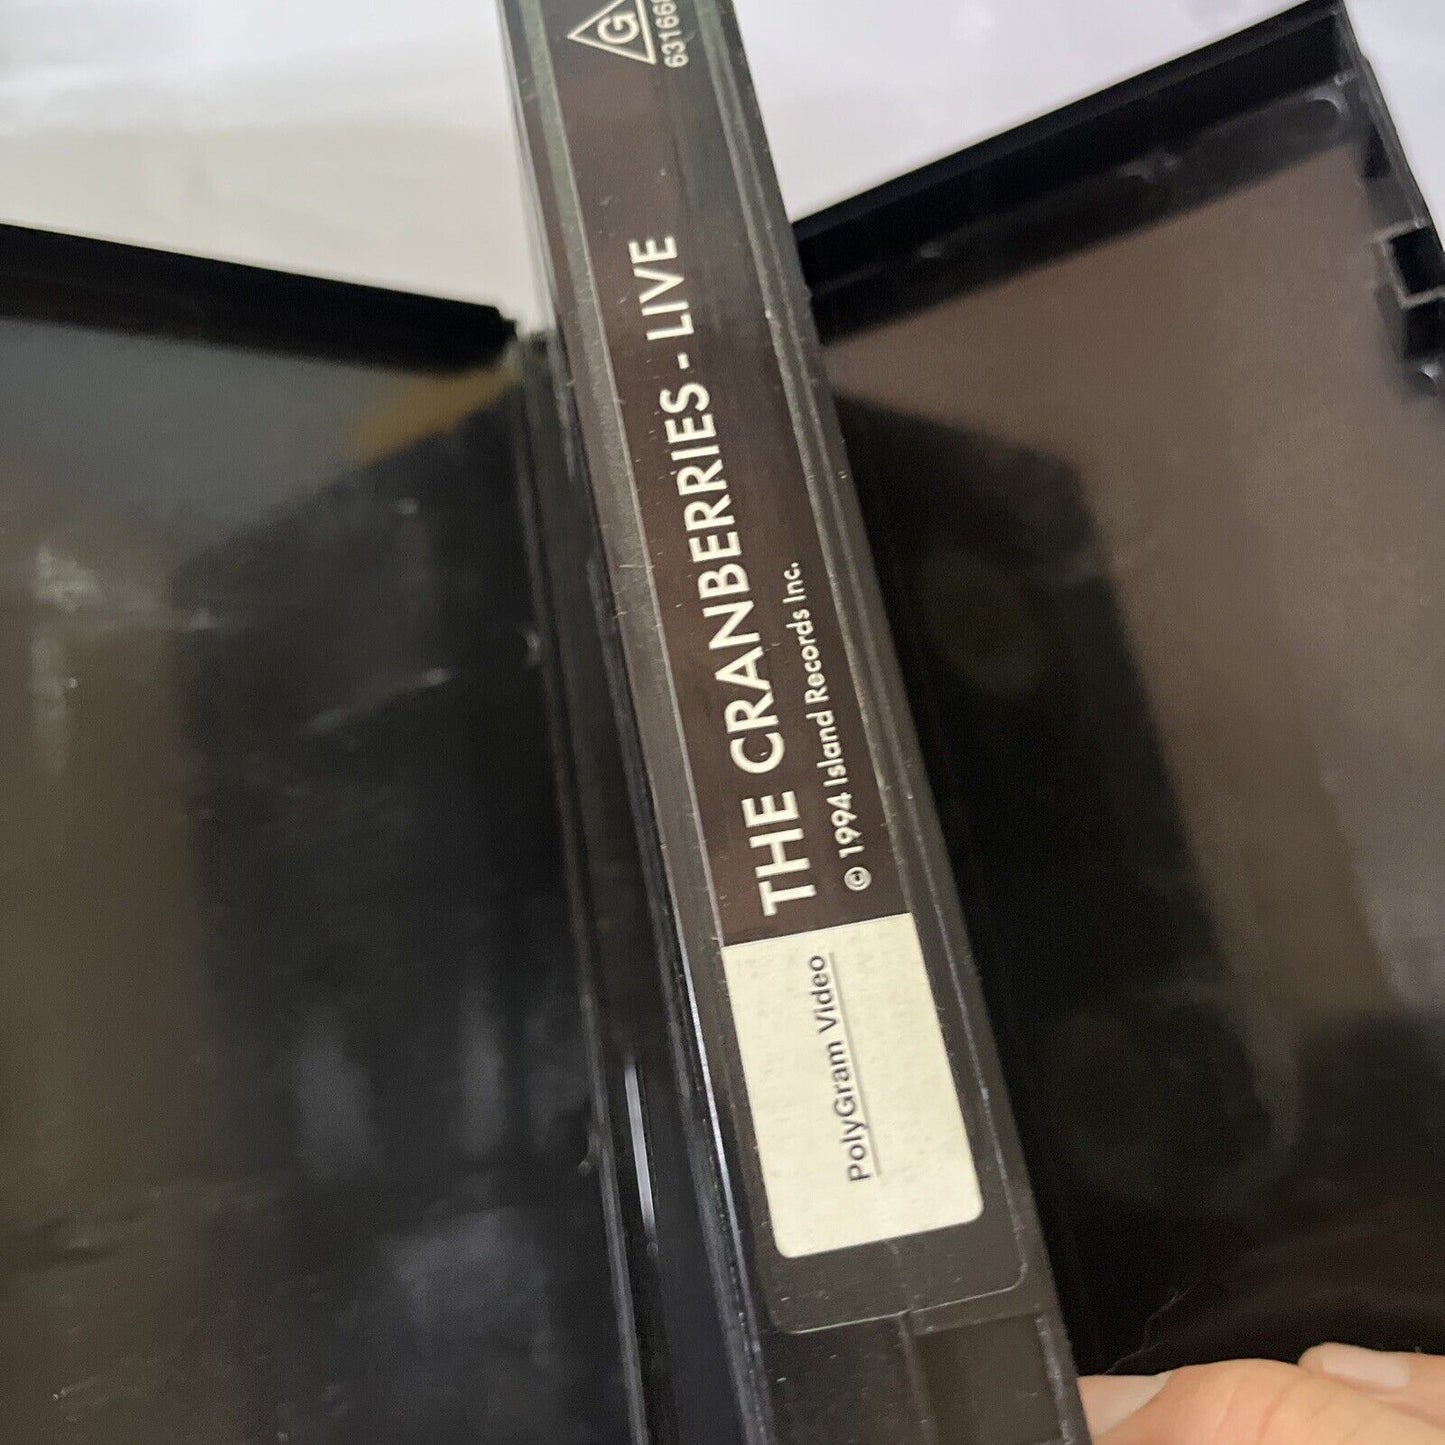 THE CRANBERRIES - LIVE
© 1994 Island Records Inc.
PolyGram Video
G